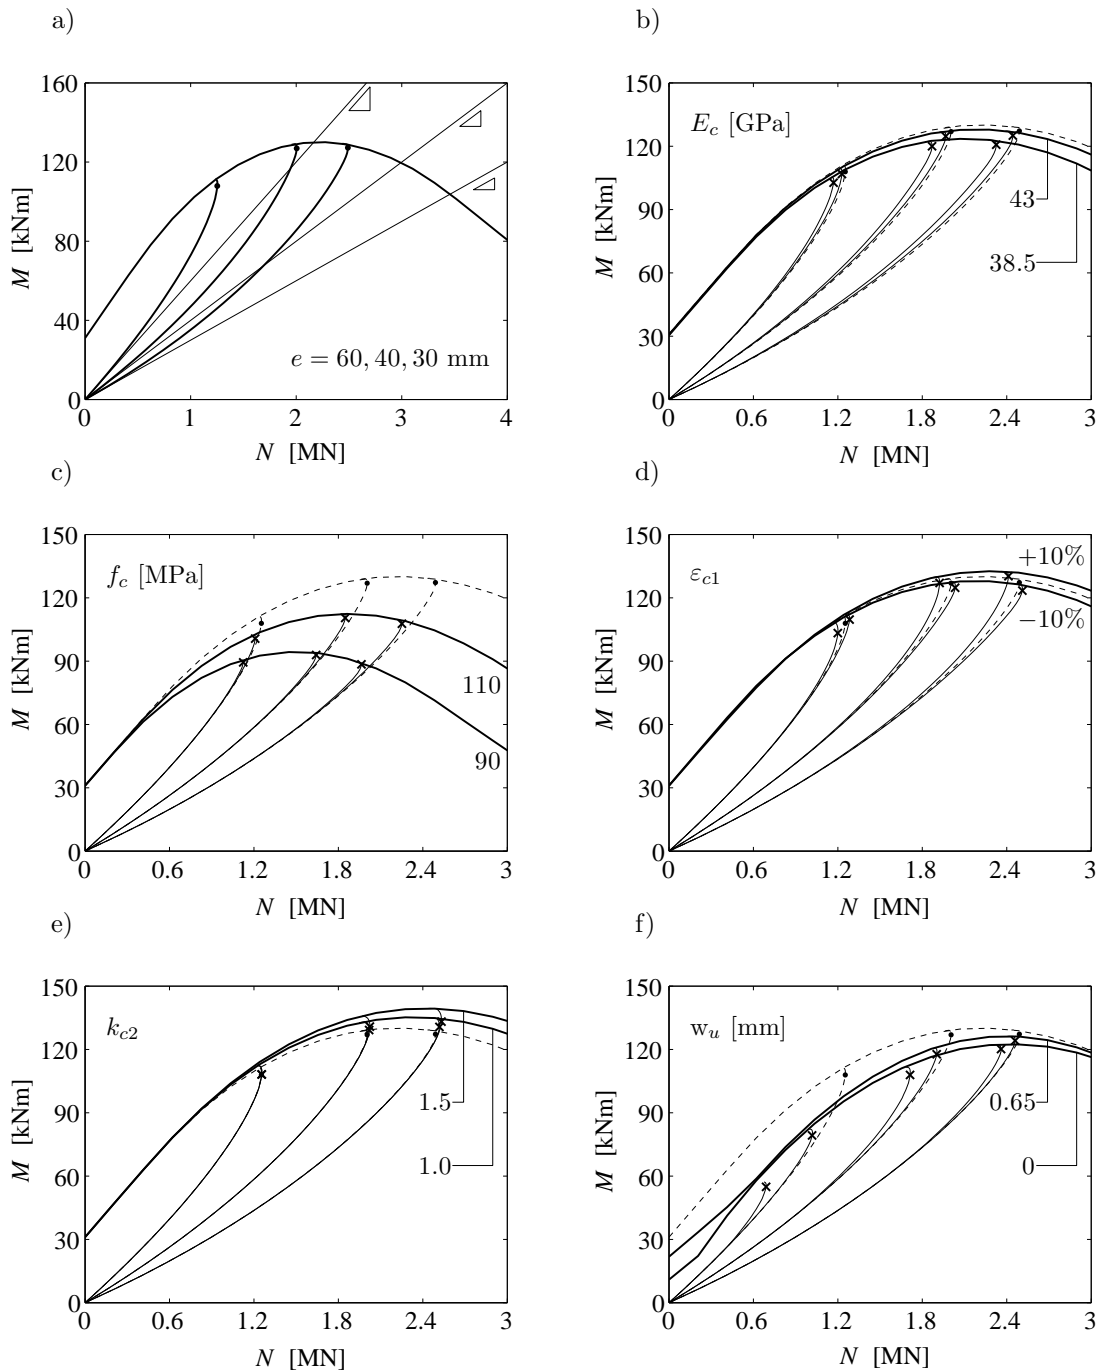 a)
M [kNm]
160
120
80
40
0
e = 60, 40, 30 mm
0 1 2 3 4
N [MN]
b)
M [kNm]
150
120
90
60
30
0
E_c [GPa]
43
38.5
0 0.6 1.2 1.8 2.4 3
N [MN]
c)
M [kNm]
150
120
90
60
30
0
f_c [MPa]
110
90
0 0.6 1.2 1.8 2.4 3
N [MN]
d)
M [kNm]
150
120
90
60
30
0
ε_{c1}
+10%
−10%
0 0.6 1.2 1.8 2.4 3
N [MN]
e)
M [kNm]
150
120
90
60
30
0
k_{c2}
1.5
1.0
0 0.6 1.2 1.8 2.4 3
N [MN]
f)
M [kNm]
150
120
90
60
30
0
w_u [mm]
0.65
0
0 0.6 1.2 1.8 2.4 3
N [MN]